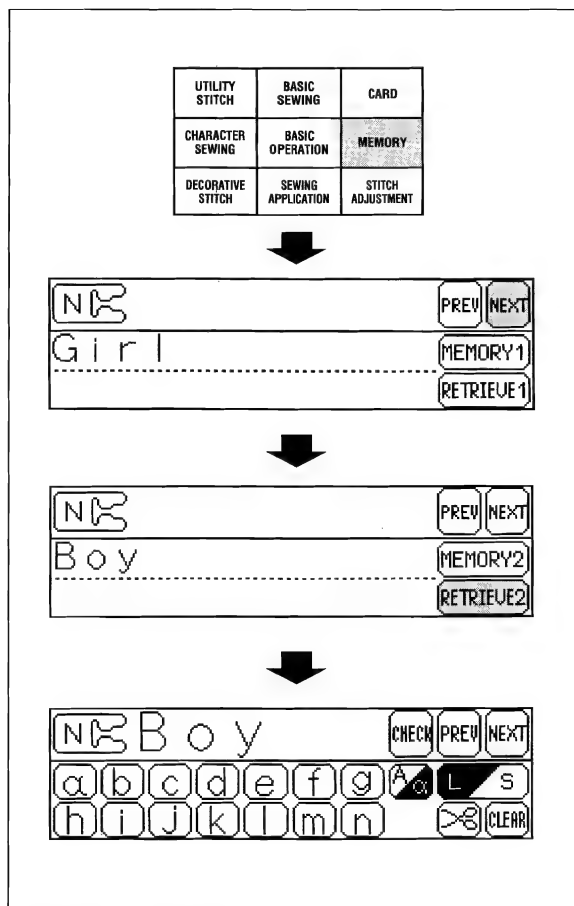 UTILITY STITCH BASIC SEWING CARD
CHARACTER SEWING BASIC OPERATION MEMORY
DECORATIVE STITCH SEWING APPLICATION STITCH ADJUSTMENT
N PREV NEXT
Girl MEMORY1
RETRIEVE1
N PREV NEXT
Boy MEMORY2
RETRIEVE2
N Boy CHECK PREV NEXT
a b c d e f g A a L S
h i j k l m n CLEAR